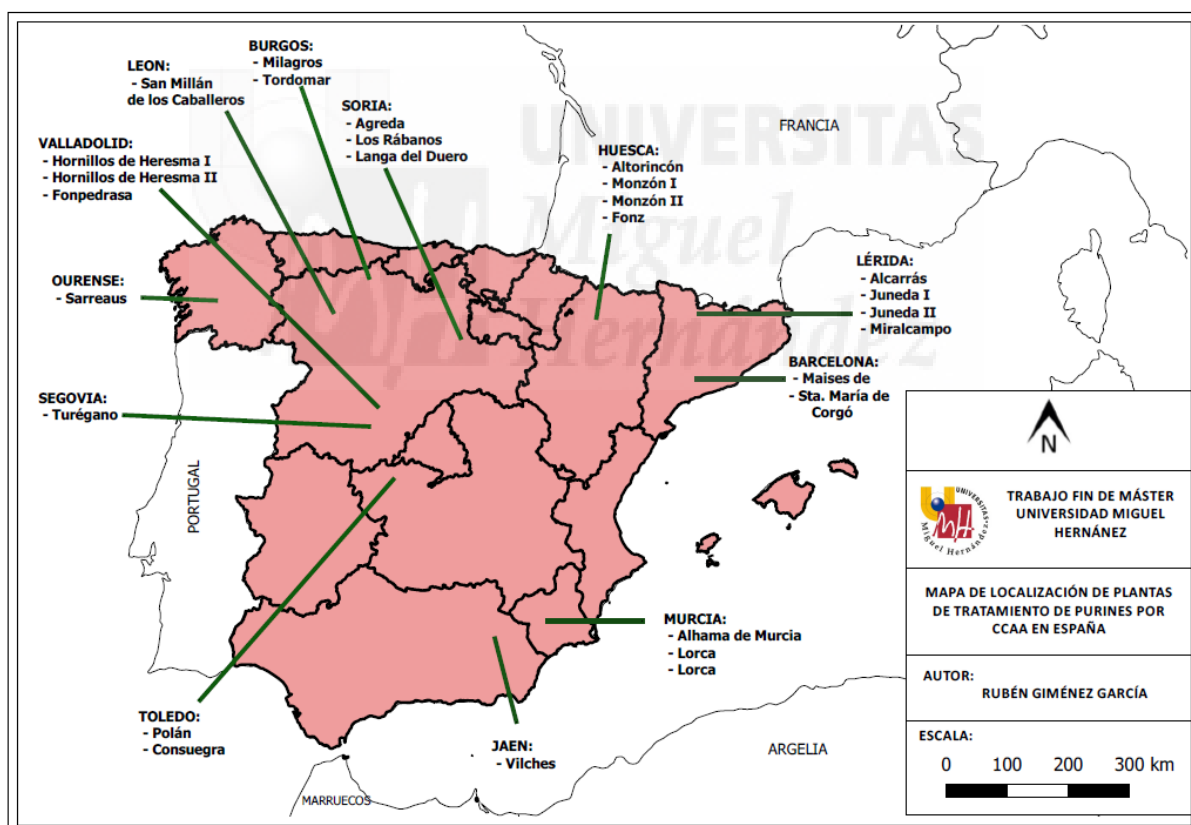 BURGOS:
- Milagros
- Tordomar
LEON:
- San Millán
de los Caballeros
SORIA:
- Agreda
- Los Rábanos
- Langa del Duero
VALLADOLID:
- Hornillos de Heresma I
- Hornillos de Heresma II
- Fonpedrasa
HUESCA:
- Altorincón
- Monzón I
- Monzón II
- Fonz
FRANCIA
UNIVERSITAS
Miguel
Hernández
OURENSE:
- Sarreaus
LÉRIDA:
- Alcarrás
- Juneda I
- Juneda II
- Miralcampo
BARCELONA:
- Maises de
- Sta. María de
Corgó
SEGOVIA:
- Turégano
PORTUGAL
MURCIA:
- Alhama de Murcia
- Lorca
- Lorca
TOLEDO:
- Polán
- Consuegra
JAEN:
- Vilches
ARGELIA
MARRUECOS
N
UNIVERSITAS
Miguel Hernández
TRABAJO FIN DE MÁSTER
UNIVERSIDAD MIGUEL
HERNÁNEZ
MAPA DE LOCALIZACIÓN DE PLANTAS
DE TRATAMIENTO DE PURINES POR
CCAA EN ESPAÑA
AUTOR:
RUBÉN GIMÉNEZ GARCÍA
ESCALA:
0 100 200 300 km